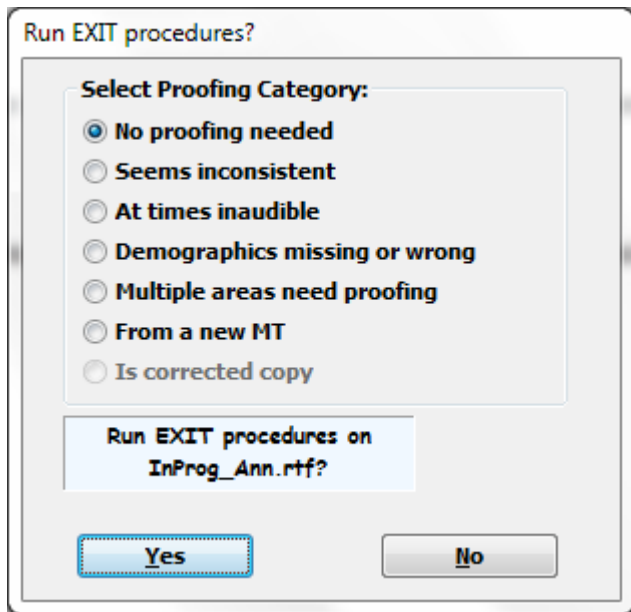 Run EXIT procedures?
Select Proofing Category:
No proofing needed
Seems inconsistent
At times inaudible
Demographics missing or wrong
Multiple areas need proofing
From a new MT
Is corrected copy
Run EXIT procedures on
InProg_Ann.rtf?
Yes
No